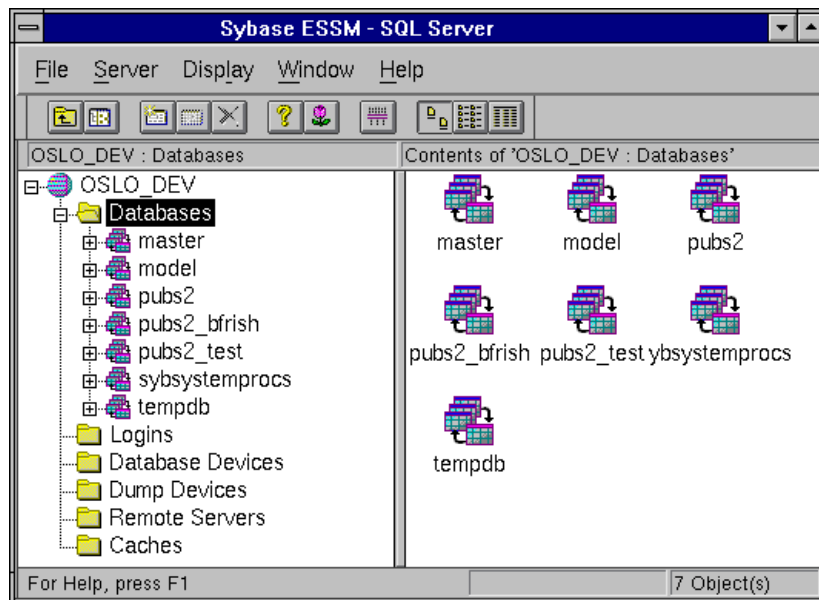 Sybase ESSM - SQL Server
File Server Display Window Help
OSLO_DEV : Databases
Contents of 'OSLO_DEV : Databases'
OSLO_DEV
Databases
master
model
pubs2
pubs2_bfrish
pubs2_test
sybsystemprocs
tempdb
Logins
Database Devices
Dump Devices
Remote Servers
Caches
master model pubs2
pubs2_bfrish pubs2_test ybsystemprocs
tempdb
For Help, press F1
7 Object(s)